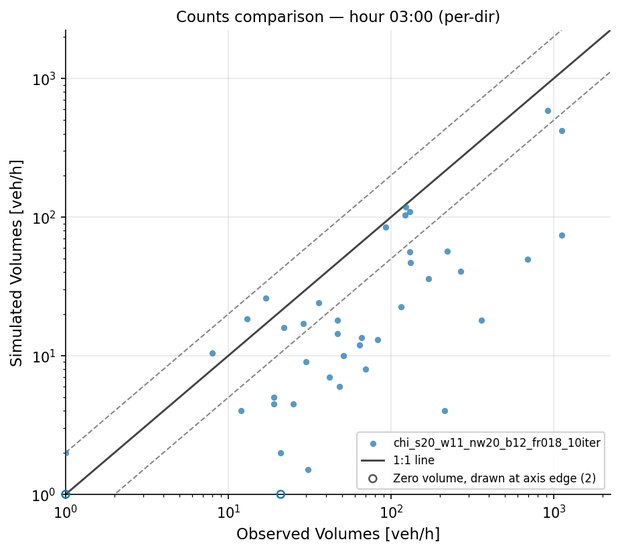 Counts comparison — hour 03:00 (per-dir)
Simulated Volumes [veh/h]
10³
10²
10¹
10⁰
10⁰ 10¹ 10² 10³
Observed Volumes [veh/h]
chi_s20_w11_nw20_b12_fr018_10iter
1:1 line
Zero volume, drawn at axis edge (2)